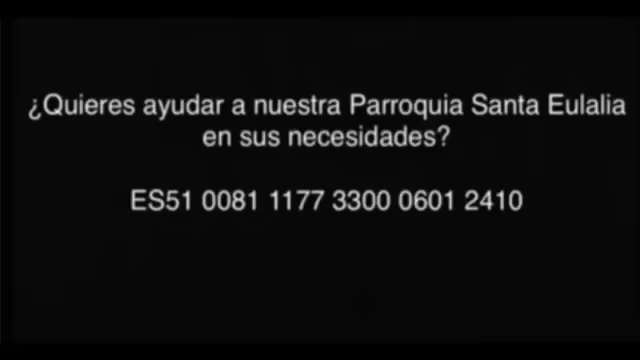 ¿Quieres ayudar a nuestra Parroquia Santa Eulalia
en sus necesidades?
ES51 0081 1177 3300 0601 2410